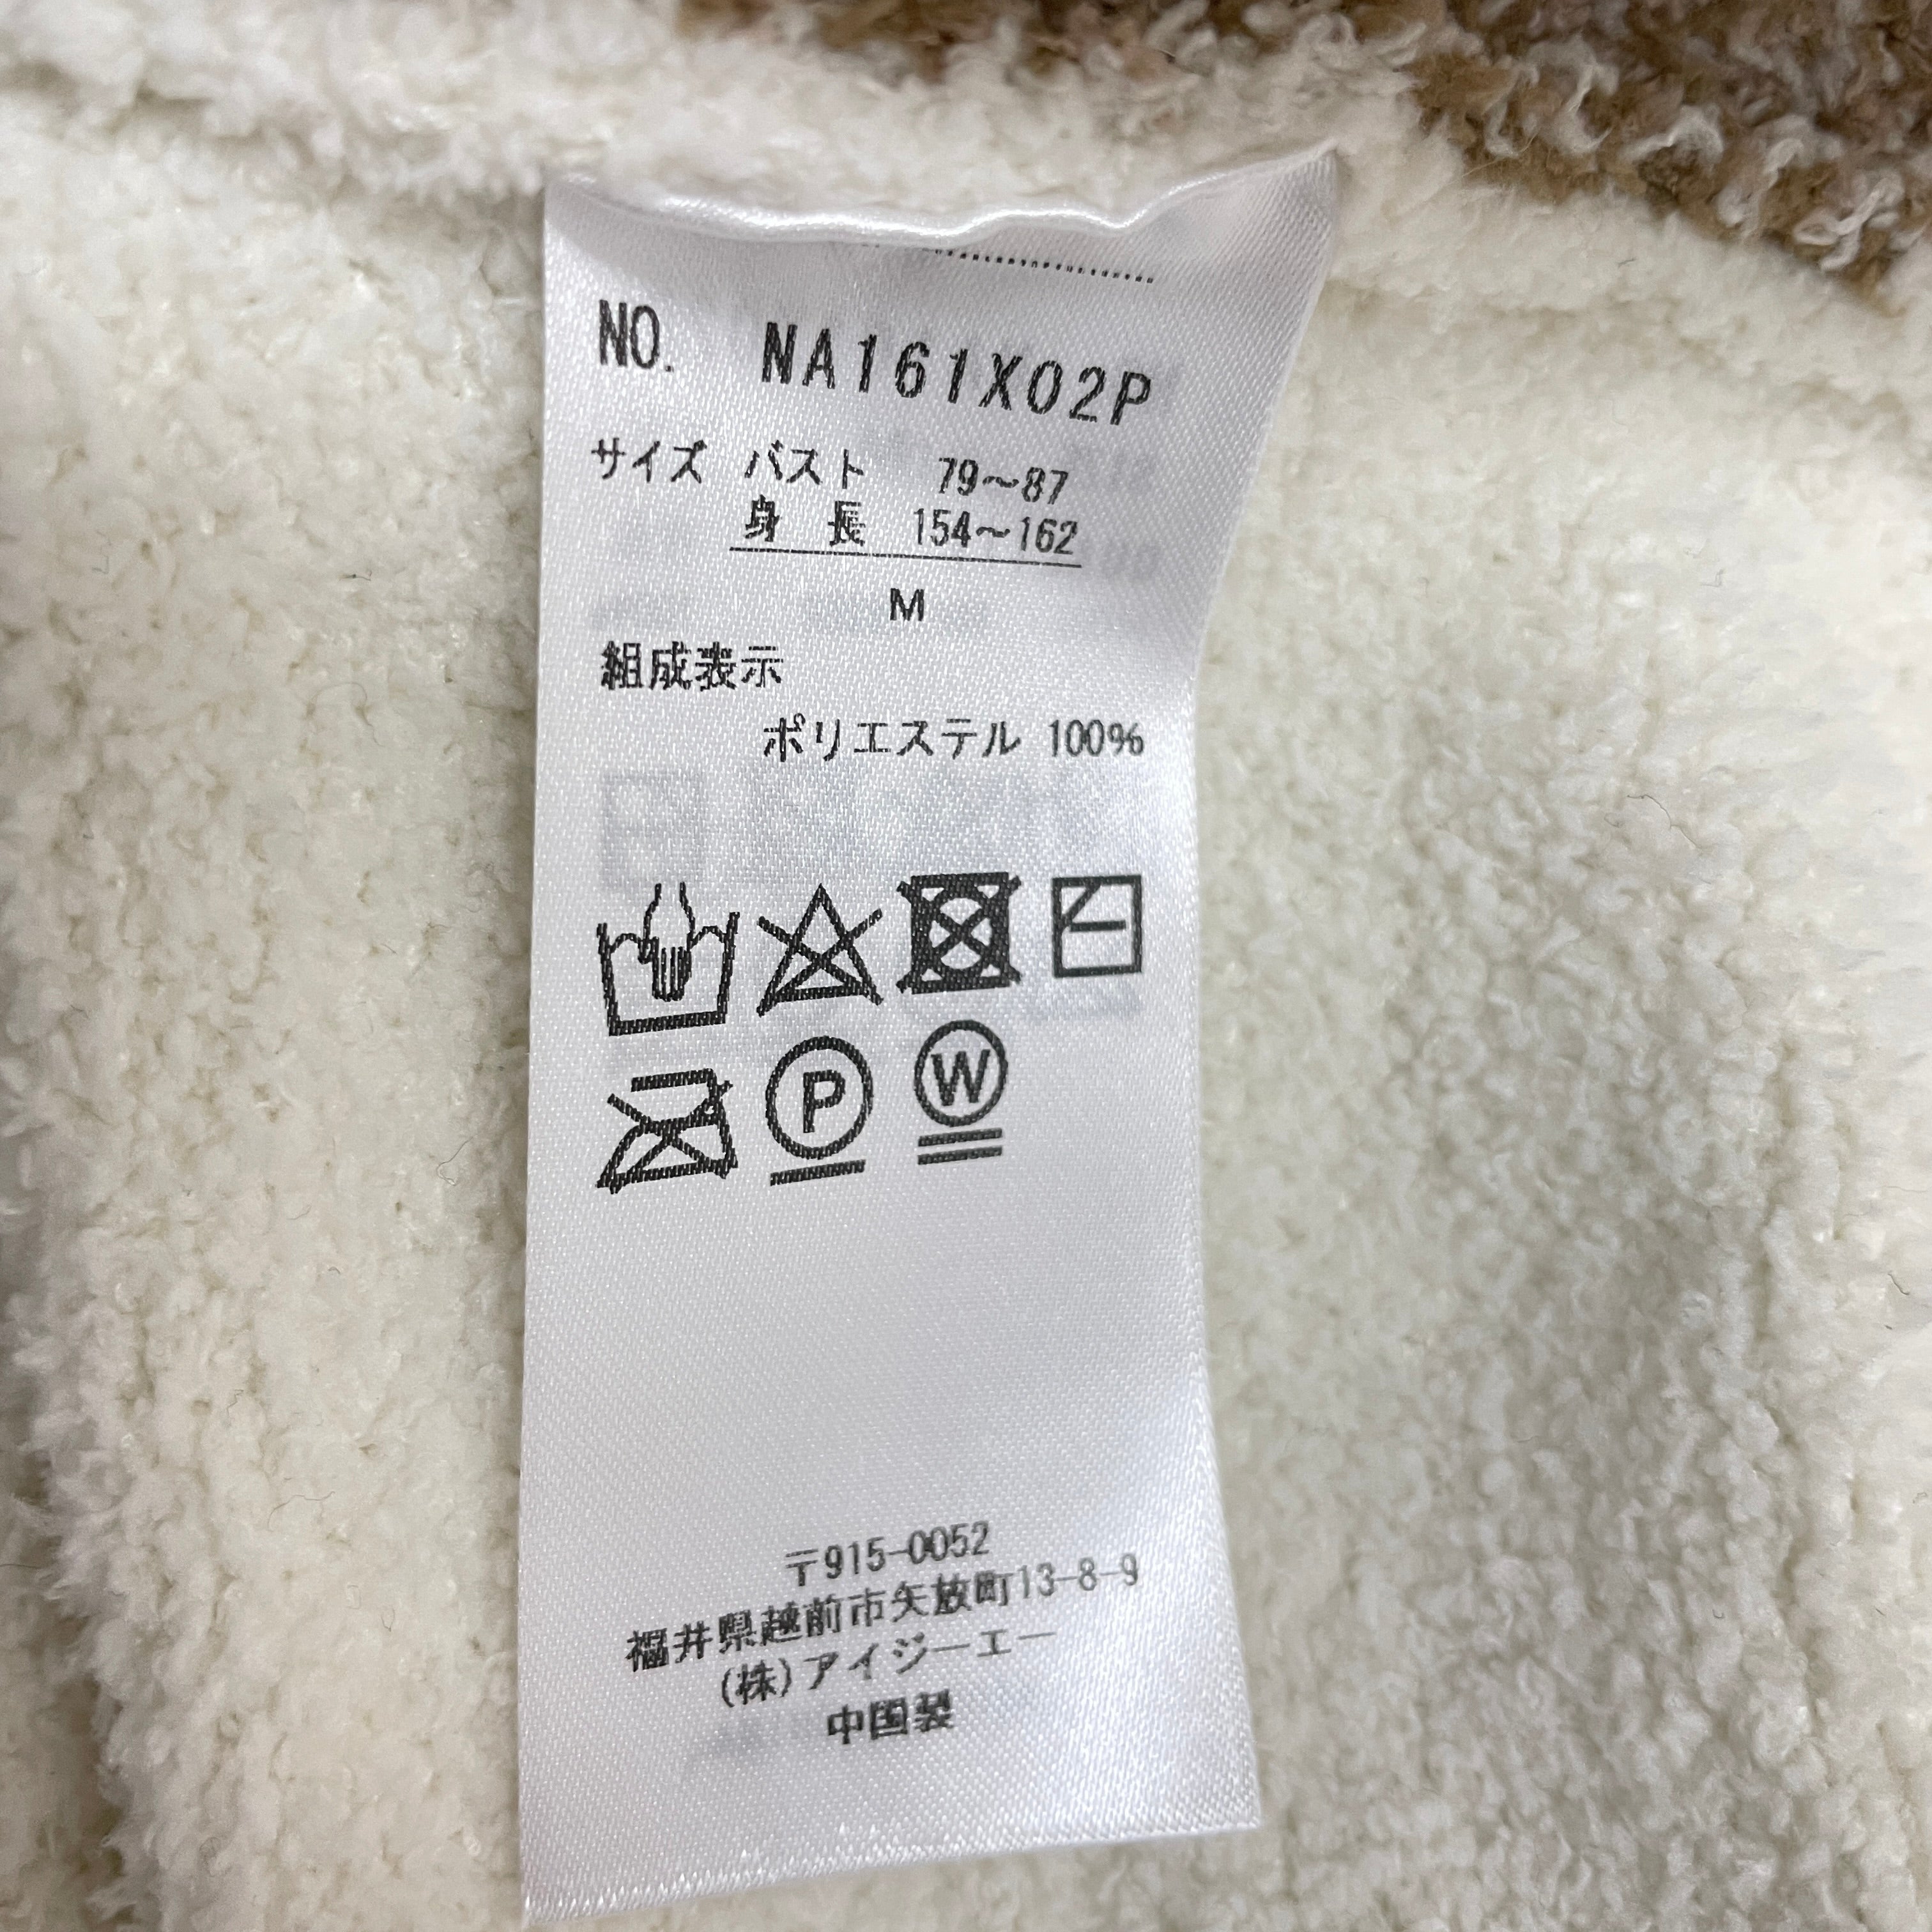 NO. NA161X02P
サイズ バスト 79～87
身 長 154～162
M
組成表示
ポリエステル 100%
P
W
〒915-0052
福井県越前市矢放町13-8-9
(株)アイジーエー
中国製